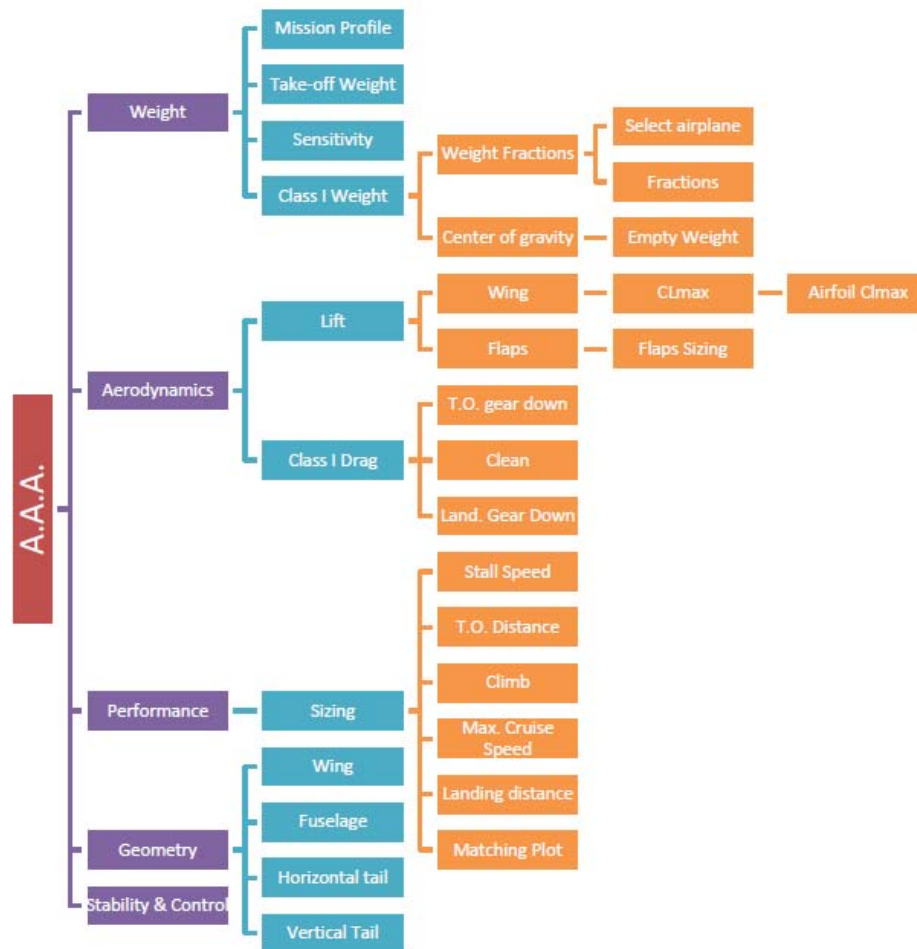 A.A.A.
Weight
Mission Profile
Take-off Weight
Sensitivity
Class I Weight
Weight Fractions
Select airplane
Fractions
Center of gravity
Empty Weight
Aerodynamics
Lift
Wing
CLmax
Airfoil Clmax
Flaps
Flaps Sizing
Class I Drag
T.O. gear down
Clean
Land. Gear Down
Performance
Sizing
Stall Speed
T.O. Distance
Climb
Max. Cruise
Speed
Landing distance
Matching Plot
Geometry
Wing
Fuselage
Horizontal tail
Vertical Tail
Stability & Control